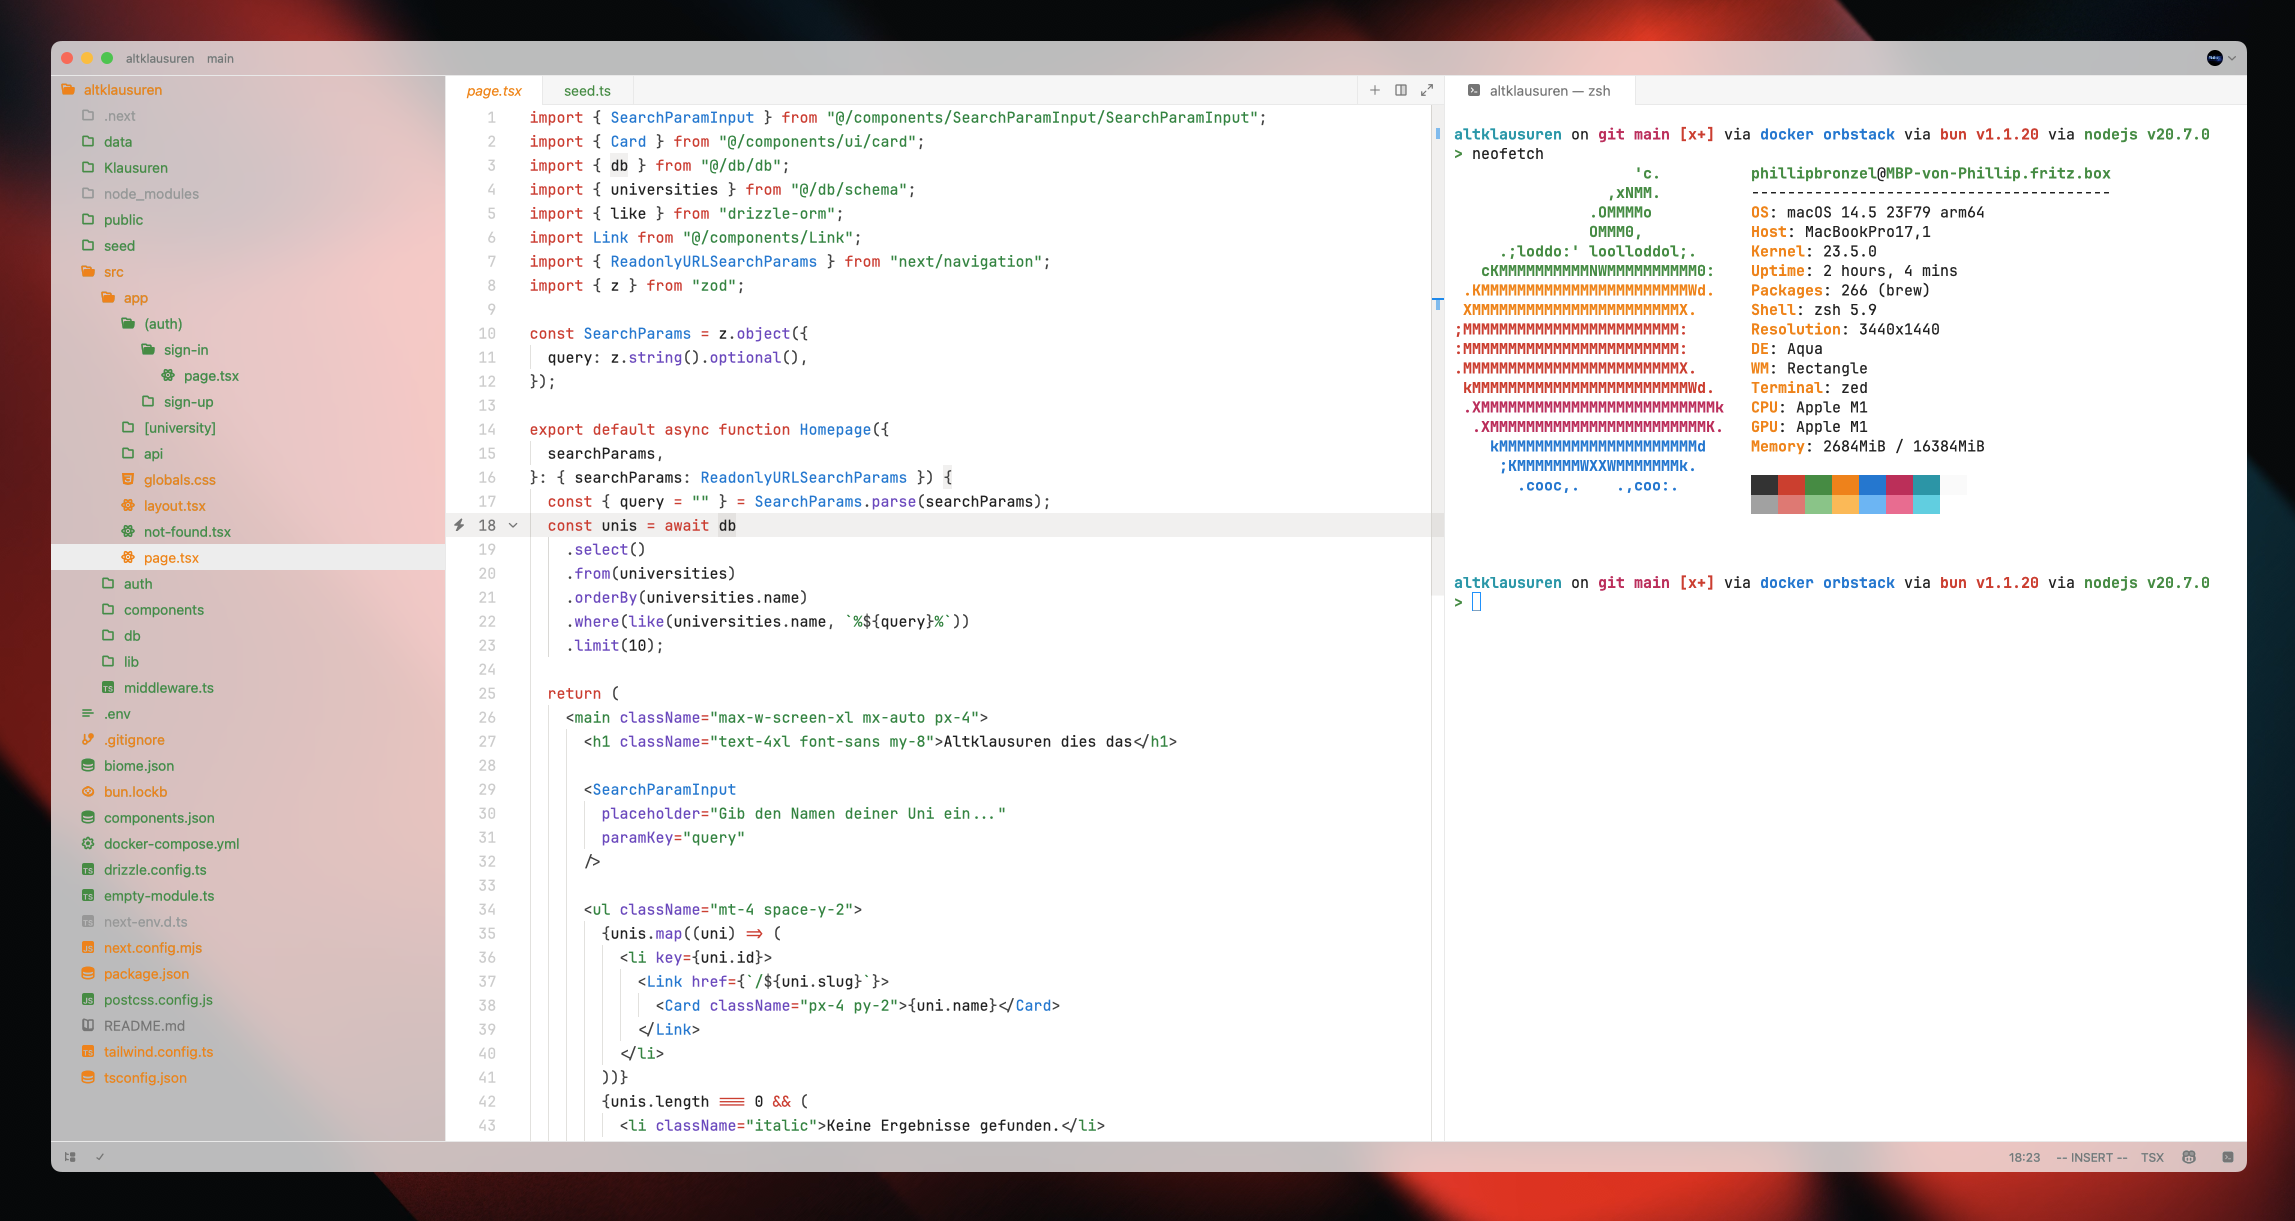 altklausuren main
altklausuren
.next
data
Klausuren
node_modules
public
seed
src
app
(auth)
sign-in
page.tsx
sign-up
[university]
api
globals.css
layout.tsx
not-found.tsx
page.tsx
auth
components
db
lib
middleware.ts
.env
.gitignore
biome.json
bun.lockb
components.json
docker-compose.yml
drizzle.config.ts
empty-module.ts
next-env.d.ts
next.config.mjs
package.json
postcss.config.js
README.md
tailwind.config.ts
tsconfig.json
page.tsx seed.ts
1 import { SearchParamInput } from "@/components/SearchParamInput/SearchParamInput";
2 import { Card } from "@/components/ui/card";
3 import { db } from "@/db/db";
4 import { universities } from "@/db/schema";
5 import { like } from "drizzle-orm";
6 import Link from "@/components/Link";
7 import { ReadonlyURLSearchParams } from "next/navigation";
8 import { z } from "zod";
9
10 const SearchParams = z.object({
11 query: z.string().optional(),
12 });
13
14 export default async function Homepage({
15 searchParams,
16 }: { searchParams: ReadonlyURLSearchParams }) {
17 const { query = "" } = SearchParams.parse(searchParams);
18 const unis = await db
19 .select()
20 .from(universities)
21 .orderBy(universities.name)
22 .where(like(universities.name, `%${query}%`))
23 .limit(10);
24
25 return (
26 <main className="max-w-screen-xl mx-auto px-4">
27 <h1 className="text-4xl font-sans my-8">Altklausuren dies das</h1>
28
29 <SearchParamInput
30 placeholder="Gib den Namen deiner Uni ein..."
31 paramKey="query"
32 />
33
34 <ul className="mt-4 space-y-2">
35 {unis.map((uni) => (
36 <li key={uni.id}>
37 <Link href={`/${uni.slug}`}>
38 <Card className="px-4 py-2">{uni.name}</Card>
39 </Link>
40 </li>
41 ))}
42 {unis.length === 0 && (
43 <li className="italic">Keine Ergebnisse gefunden.</li>
altklausuren — zsh
altklausuren on git main [x+] via docker orbstack via bun v1.1.20 via nodejs v20.7.0
> neofetch
'c.
,xNMM.
.OMMMMo
OMMM0,
.;loddo:' loolloddol;.
cKMMMMMMMMMMNWMMMMMMMMMM0:
.KMMMMMMMMMMMMMMMMMMMMMMMWd.
XMMMMMMMMMMMMMMMMMMMMMMMX.
;MMMMMMMMMMMMMMMMMMMMMMMM:
:MMMMMMMMMMMMMMMMMMMMMMMM:
.MMMMMMMMMMMMMMMMMMMMMMMMX.
kMMMMMMMMMMMMMMMMMMMMMMMMWd.
.XMMMMMMMMMMMMMMMMMMMMMMMMMMk
.XMMMMMMMMMMMMMMMMMMMMMMMMK.
kMMMMMMMMMMMMMMMMMMMMMMd
;KMMMMMMMWXXWMMMMMMMk.
.cooc,. .,coo:.
phillipbronzel@MBP-von-Phillip.fritz.box
----------------------------------------
OS: macOS 14.5 23F79 arm64
Host: MacBookPro17,1
Kernel: 23.5.0
Uptime: 2 hours, 4 mins
Packages: 266 (brew)
Shell: zsh 5.9
Resolution: 3440x1440
DE: Aqua
WM: Rectangle
Terminal: zed
CPU: Apple M1
GPU: Apple M1
Memory: 2684MiB / 16384MiB
altklausuren on git main [x+] via docker orbstack via bun v1.1.20 via nodejs v20.7.0
>
18:23 -- INSERT -- TSX